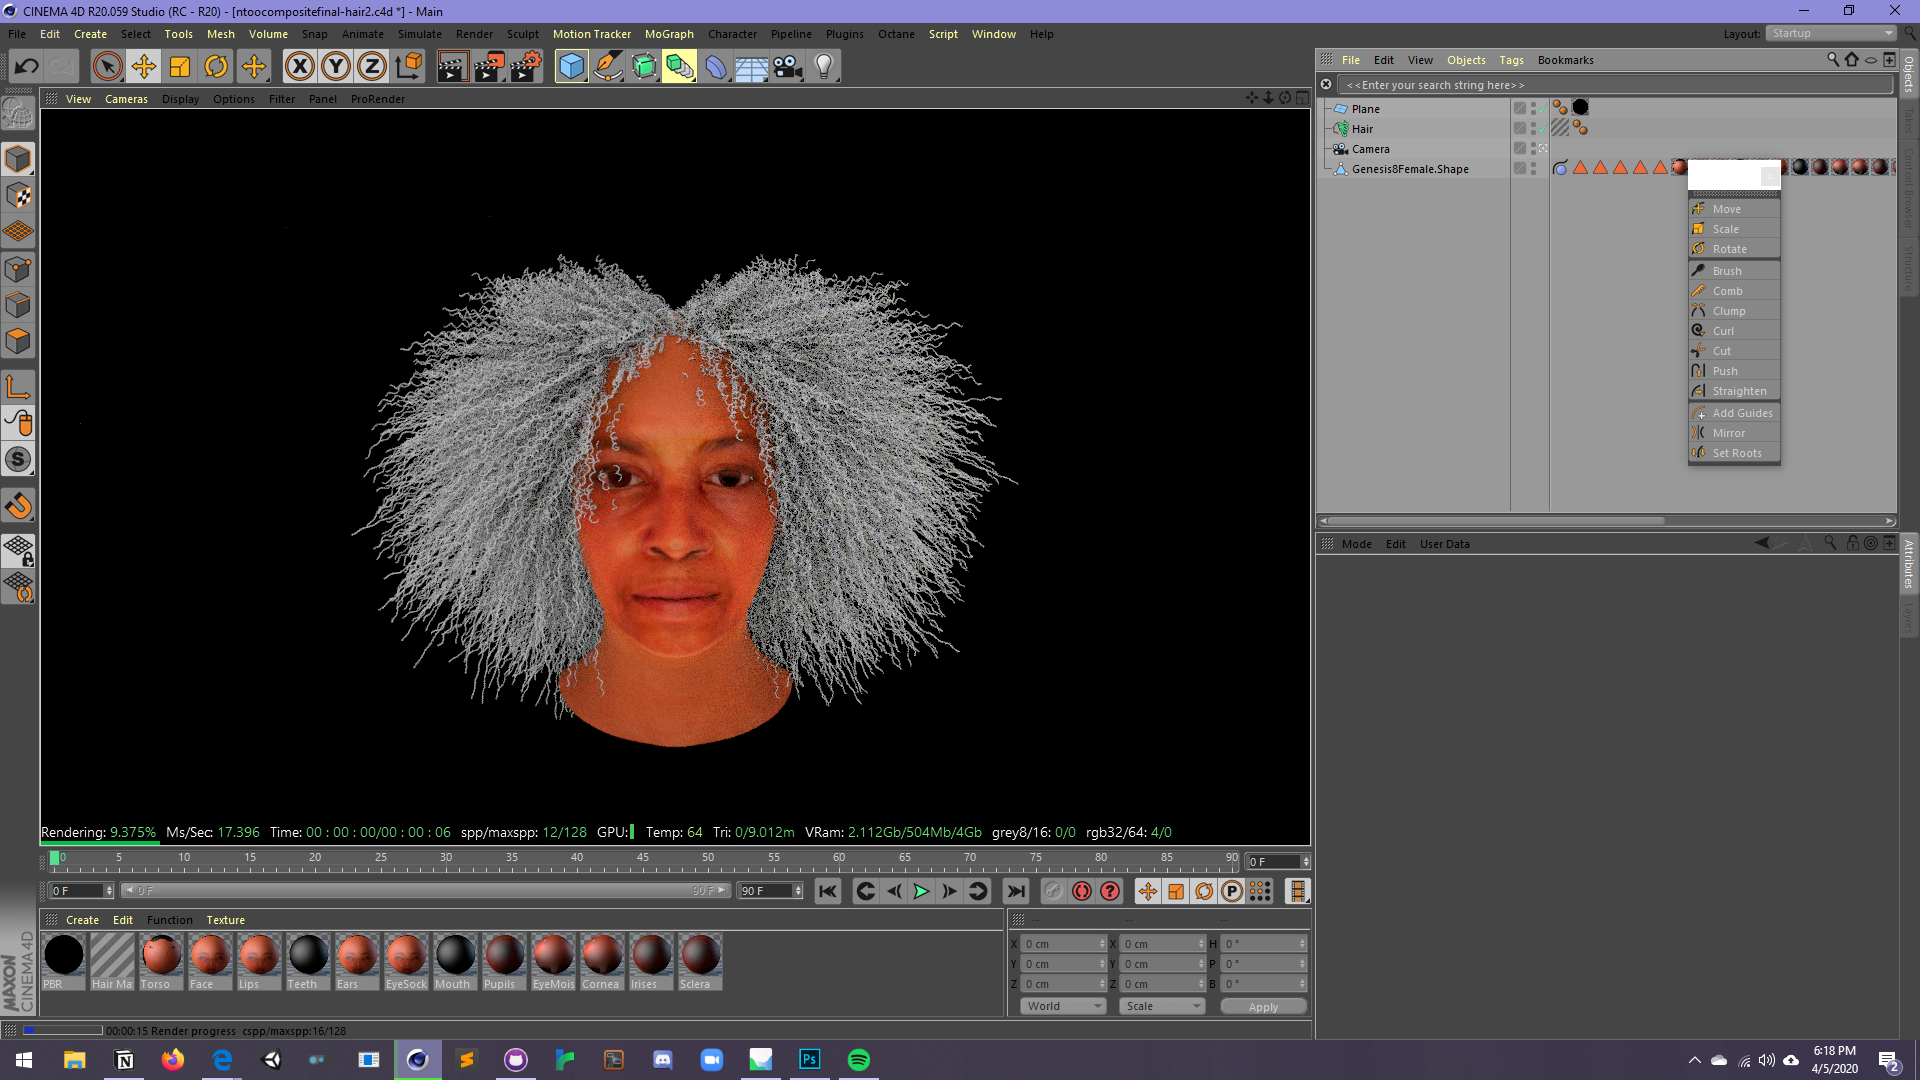 CINEMA 4D R20.059 Studio (RC - R20) - [ntoocompositefinal-hair2.c4d *] - Main
File Edit Create Select Tools Mesh Volume Snap Animate Simulate Render Sculpt Motion Tracker MoGraph Character Pipeline Plugins Octane Script Window Help
Layout: Startup
File Edit View Objects Tags Bookmarks
<<Enter your search string here>>
View Cameras Display Options Filter Panel ProRender
Plane
Hair
Camera
Genesis8Female.Shape
Objects
Takes
Content Browser
Structure
Move
Scale
Rotate
Brush
Comb
Clump
Curl
Cut
Push
Straighten
Add Guides
Mirror
Set Roots
Mode Edit User Data
Attributes
Layers
Rendering: 9.375% Ms/Sec: 17.396 Time: 00 : 00 : 00/00 : 00 : 06 spp/maxspp: 12/128 GPU: Temp: 64 Tri: 0/9.012m VRam: 2.112Gb/504Mb/4Gb grey8/16: 0/0 rgb32/64: 4/0
0 5 10 15 20 25 30 35 40 45 50 55 60 65 70 75 80 85 90 0 F
0 F 0 F 90 F 90 F
Create Edit Function Texture
PBR Hair Ma Torso Face Lips Teeth Ears EyeSock Mouth Pupils EyeMois Cornea Irises Sclera
-- -- --
X 0 cm X 0 cm H 0 °
Y 0 cm Y 0 cm P 0 °
Z 0 cm Z 0 cm B 0 °
World Scale Apply
MAXON CINEMA 4D
00:00:15 Render progress cspp/maxspp:16/128
6:18 PM
4/5/2020
2